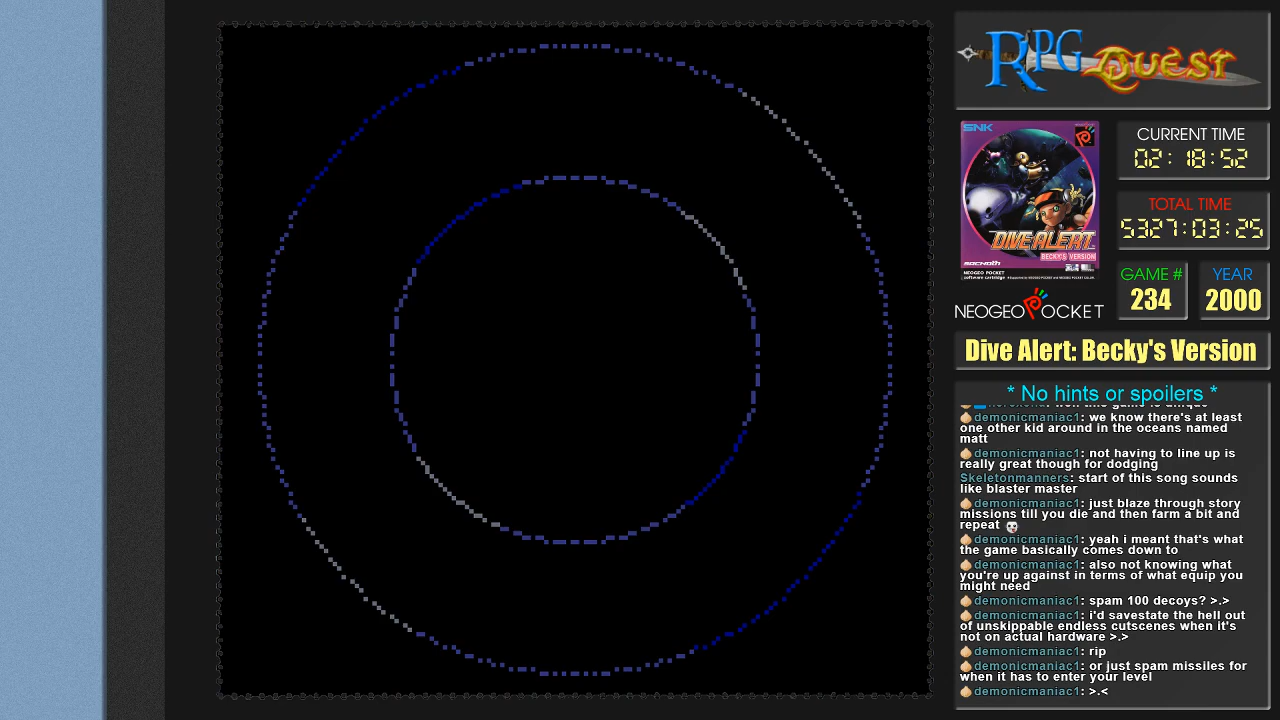 RPG QUEST
SNK
DIVE ALERT
BECKY'S VERSION
NEOGEO POCKET
CURRENT TIME
02:18:52
TOTAL TIME
5327:03:25
GAME #
234
YEAR
2000
NEOGEO POCKET
Dive Alert: Becky's Version
* No hints or spoilers *
demonicmaniac1: we know there's at least
one other kid around in the oceans named
matt
demonicmaniac1: not having to line up is
really great though for dodging
Skeletonmanners: start of this song sounds
like blaster master
demonicmaniac1: just blaze through story
missions till you die and then farm a bit and
repeat
demonicmaniac1: yeah i meant that's what
the game basically comes down to
demonicmaniac1: also not knowing what
you're up against in terms of what equip you
might need
demonicmaniac1: spam 100 decoys? >.>
demonicmaniac1: i'd savestate the hell out
of unskippable endless cutscenes when it's
not on actual hardware >.>
demonicmaniac1: rip
demonicmaniac1: or just spam missiles for
when it has to enter your level
demonicmaniac1: >.<